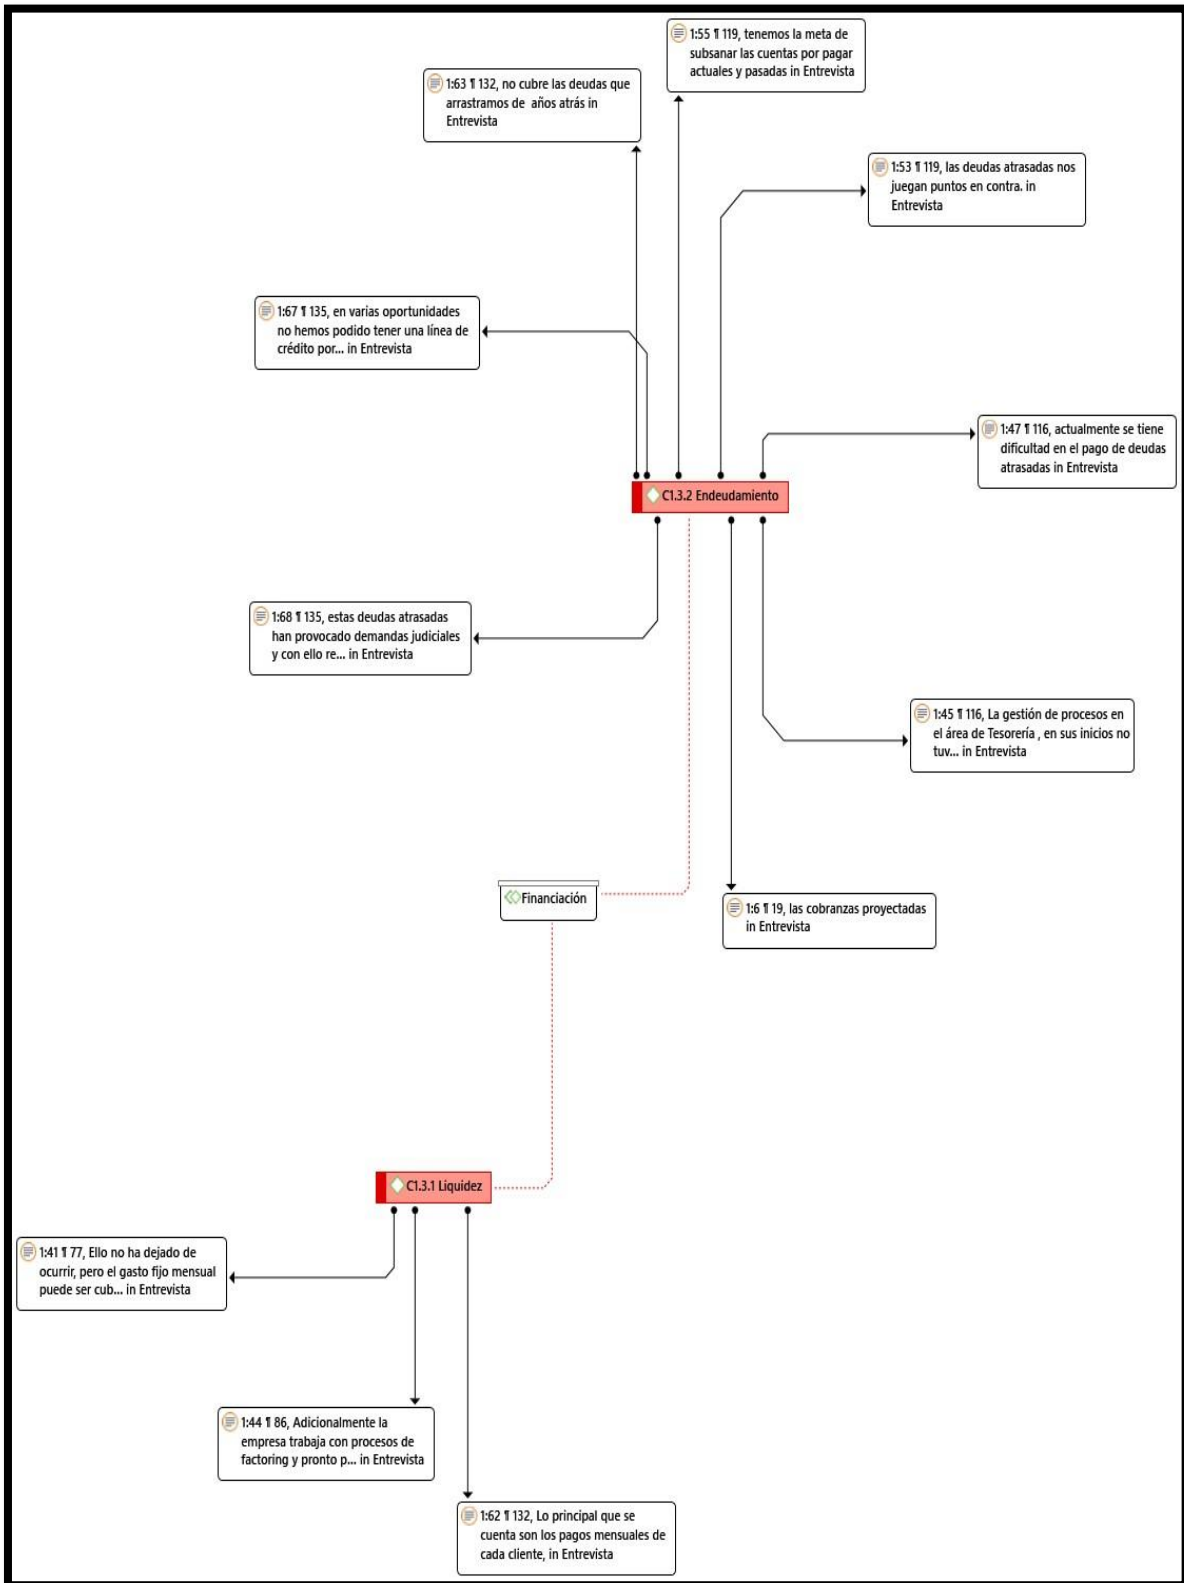 1:55 ¶ 119, tenemos la meta de
subsanar las cuentas por pagar
actuales y pasadas in Entrevista
1:63 ¶ 132, no cubre las deudas que
arrastramos de años atrás in
Entrevista
1:53 ¶ 119, las deudas atrasadas nos
juegan puntos en contra. in
Entrevista
1:67 ¶ 135, en varias oportunidades
no hemos podido tener una línea de
crédito por... in Entrevista
1:47 ¶ 116, actualmente se tiene
dificultad en el pago de deudas
atrasadas in Entrevista
C1.3.2 Endeudamiento
1:68 ¶ 135, estas deudas atrasadas
han provocado demandas judiciales
y con ello re... in Entrevista
1:45 ¶ 116, La gestión de procesos en
el área de Tesorería , en sus inicios no
tuv... in Entrevista
Financiación
1:6 ¶ 19, las cobranzas proyectadas
in Entrevista
C1.3.1 Liquidez
1:41 ¶ 77, Ello no ha dejado de
ocurrir, pero el gasto fijo mensual
puede ser cub... in Entrevista
1:44 ¶ 86, Adicionalmente la
empresa trabaja con procesos de
factoring y pronto p... in Entrevista
1:62 ¶ 132, Lo principal que se
cuenta son los pagos mensuales de
cada cliente, in Entrevista